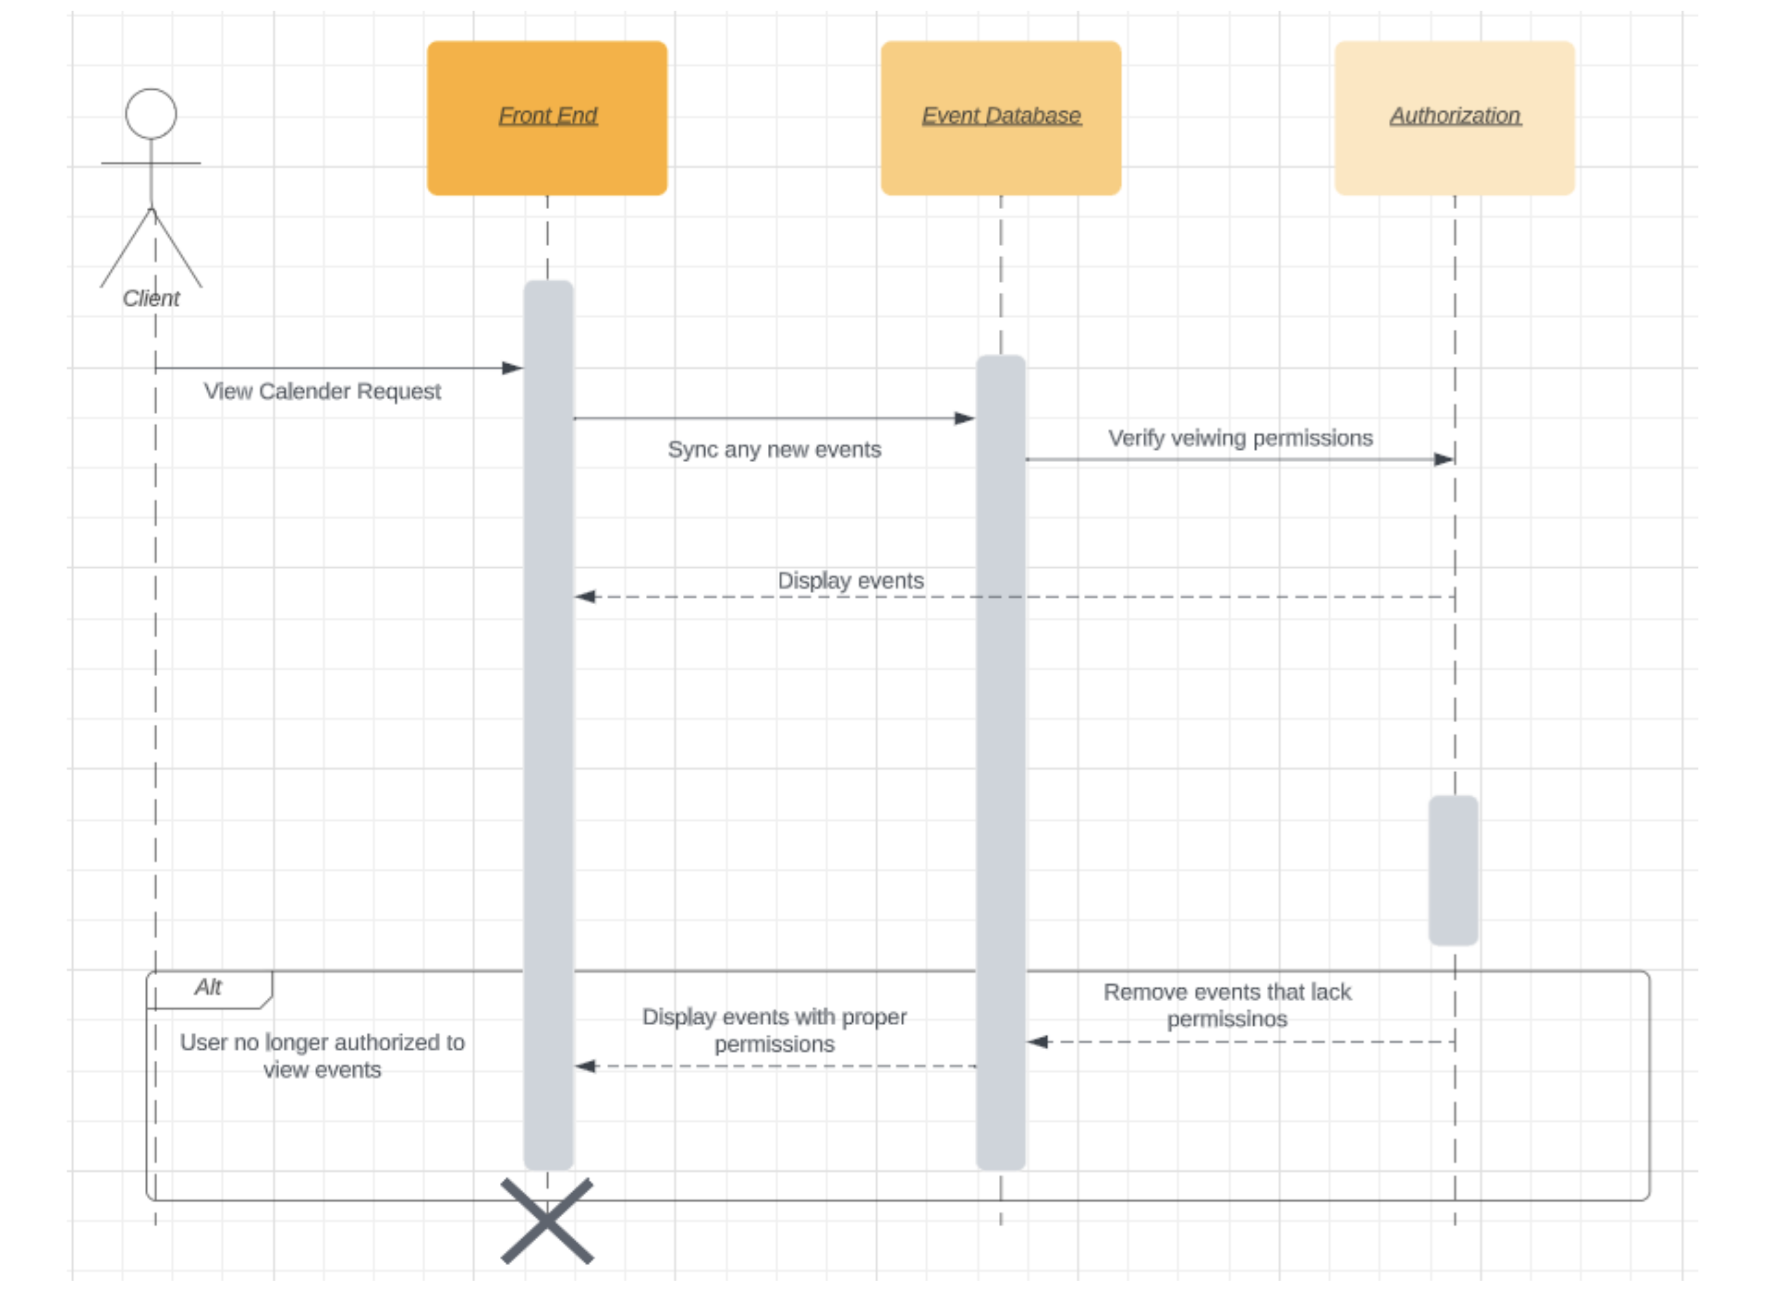 Front End
Event Database
Authorization
Client
View Calender Request
Sync any new events
Verify veiwing permissions
Display events
Alt
User no longer authorized to
view events
Display events with proper
permissions
Remove events that lack
permissinos